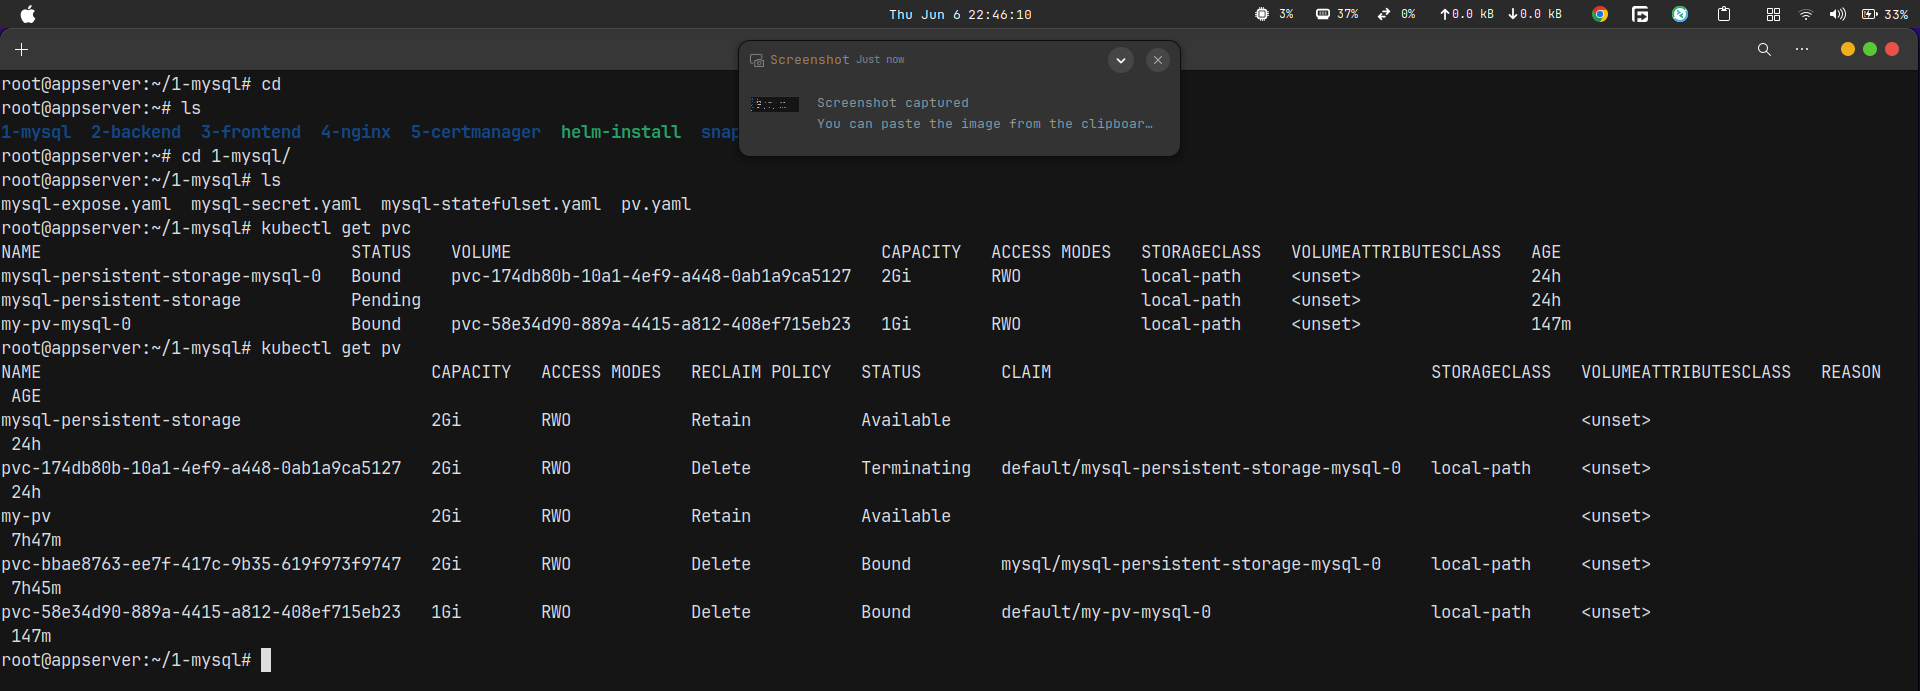 Thu Jun 6 22:46:10
3% 37% 0% 0.0 kB 0.0 kB 33%
Screenshot Just now
Screenshot captured
You can paste the image from the clipboar…
root@appserver:~/1-mysql# cd
root@appserver:~# ls
1-mysql 2-backend 3-frontend 4-nginx 5-certmanager helm-install snap
root@appserver:~# cd 1-mysql/
root@appserver:~/1-mysql# ls
mysql-expose.yaml mysql-secret.yaml mysql-statefulset.yaml pv.yaml
root@appserver:~/1-mysql# kubectl get pvc
NAME STATUS VOLUME CAPACITY ACCESS MODES STORAGECLASS VOLUMEATTRIBUTESCLASS AGE
mysql-persistent-storage-mysql-0 Bound pvc-174db80b-10a1-4ef9-a448-0ab1a9ca5127 2Gi RWO local-path <unset> 24h
mysql-persistent-storage Pending local-path <unset> 24h
my-pv-mysql-0 Bound pvc-58e34d90-889a-4415-a812-408ef715eb23 1Gi RWO local-path <unset> 147m
root@appserver:~/1-mysql# kubectl get pv
NAME CAPACITY ACCESS MODES RECLAIM POLICY STATUS CLAIM STORAGECLASS VOLUMEATTRIBUTESCLASS REASON
AGE
mysql-persistent-storage 2Gi RWO Retain Available <unset>
24h
pvc-174db80b-10a1-4ef9-a448-0ab1a9ca5127 2Gi RWO Delete Terminating default/mysql-persistent-storage-mysql-0 local-path <unset>
24h
my-pv 2Gi RWO Retain Available <unset>
7h47m
pvc-bbae8763-ee7f-417c-9b35-619f973f9747 2Gi RWO Delete Bound mysql/mysql-persistent-storage-mysql-0 local-path <unset>
7h45m
pvc-58e34d90-889a-4415-a812-408ef715eb23 1Gi RWO Delete Bound default/my-pv-mysql-0 local-path <unset>
147m
root@appserver:~/1-mysql#